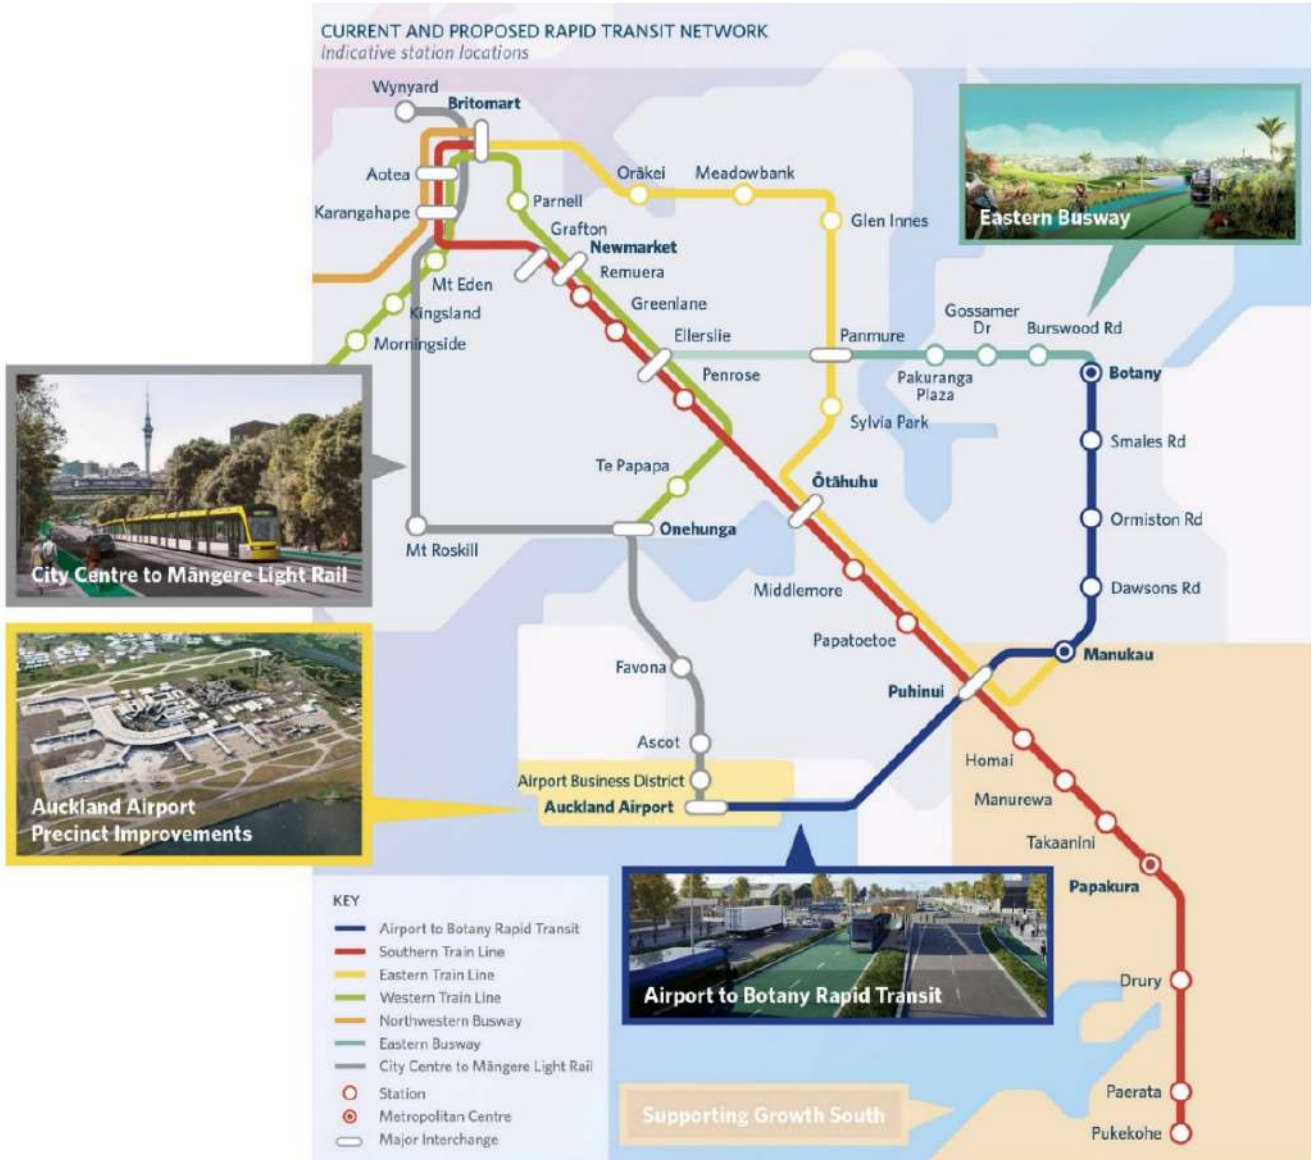 CURRENT AND PROPOSED RAPID TRANSIT NETWORK
Indicative station locations
Wynyard
Britomart
Aotea
Karangahape
Orākei
Meadowbank
Parnell
Glen Innes
Grafton
Newmarket
Remuera
Mt Eden
Kingsland
Greenlane
Morningside
Ellerslie
Panmure
Gossamer
Dr
Burswood Rd
Eastern Busway
Penrose
Pakuranga
Plaza
Botany
Sylvia Park
Smales Rd
Te Papapa
Ōtāhuhu
Ormiston Rd
Onehunga
Mt Roskill
City Centre to Māngere Light Rail
Middlemore
Dawsons Rd
Papatoetoe
Manukau
Favona
Puhinui
Ascot
Homai
Airport Business District
Auckland Airport
Manurewa
Auckland Airport
Precinct Improvements
Takaanini
Papakura
KEY
Airport to Botany Rapid Transit
Southern Train Line
Eastern Train Line
Western Train Line
Northwestern Busway
Eastern Busway
City Centre to Māngere Light Rail
Station
Metropolitan Centre
Major Interchange
Airport to Botany Rapid Transit
Drury
Paerata
Supporting Growth South
Pukekohe